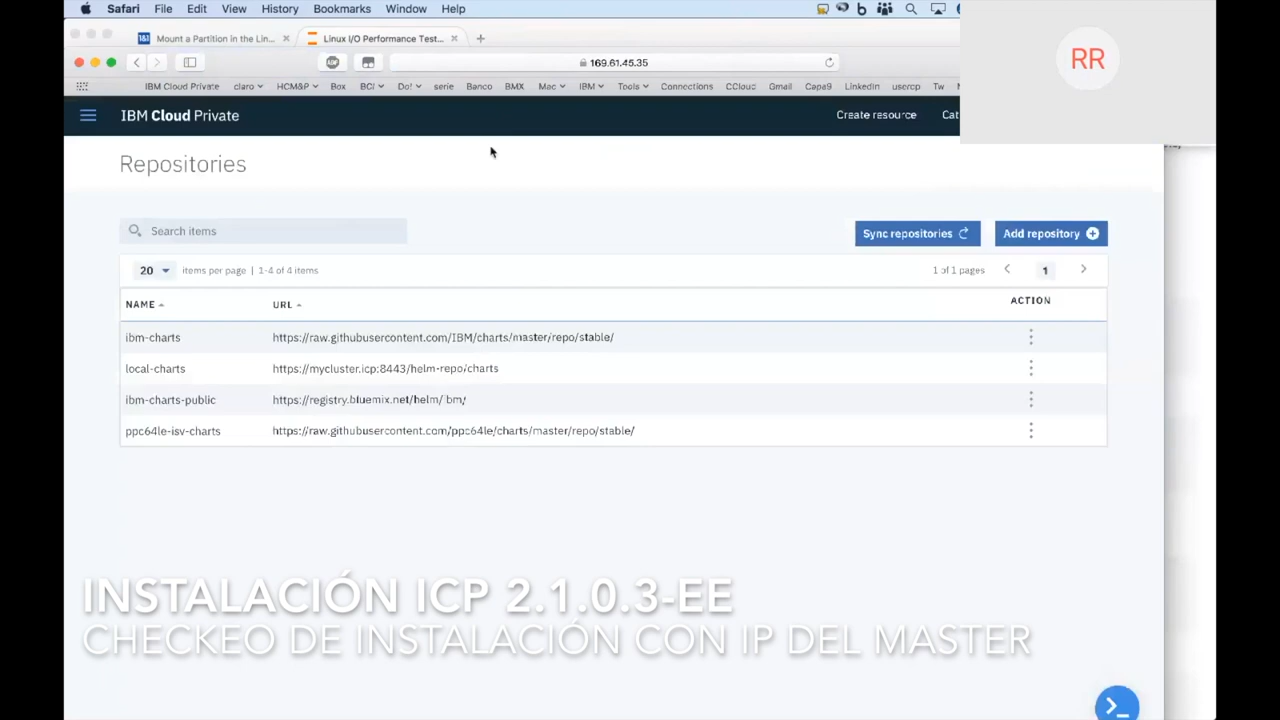 Safari File Edit View History Bookmarks Window Help
Mount a Partition in the Lin... Linux I/O Performance Test...
169.61.45.35
IBM Cloud Private claro HCM&P Box BCI Do! serie Banco BMX Mac IBM Tools Connections CCloud Gmail Capa9 LinkedIn usercp Tw
IBM Cloud Private Create resource Cat
RR
Repositories
Search items
Sync repositories Add repository
20 items per page | 1-4 of 4 items 1 of 1 pages 1
NAME URL ACTION
ibm-charts https://raw.githubusercontent.com/IBM/charts/master/repo/stable/
local-charts https://mycluster.icp:8443/helm-repo/charts
ibm-charts-public https://registry.bluemix.net/helm/ibm/
ppc64le-isv-charts https://raw.githubusercontent.com/ppc64le/charts/master/repo/stable/
INSTALACIÓN ICP 2.1.0.3-EE
CHECKEO DE INSTALACIÓN CON IP DEL MASTER